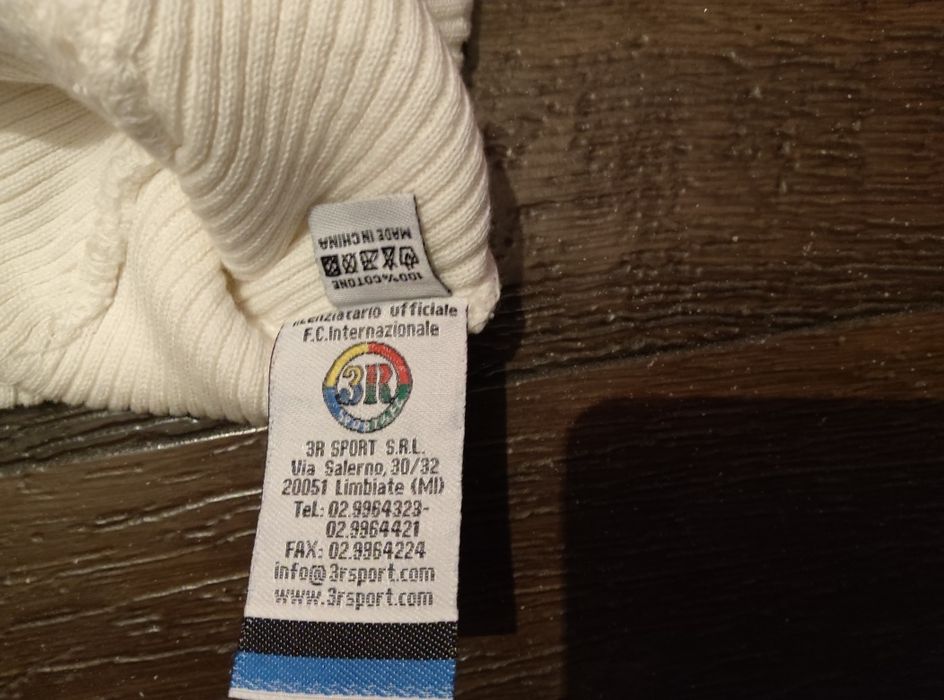 100%COTONE
MADE IN CHINA
licenziatario ufficiale
F.C.Internazionale
3R
SPORT
3R SPORT S.R.L.
Via Salerno, 30/32
20051 Limbiate (MI)
TeL: 02.9964323-
02.9964421
FAX: 02.9964224
info@3rsport.com
www.3rsport.com